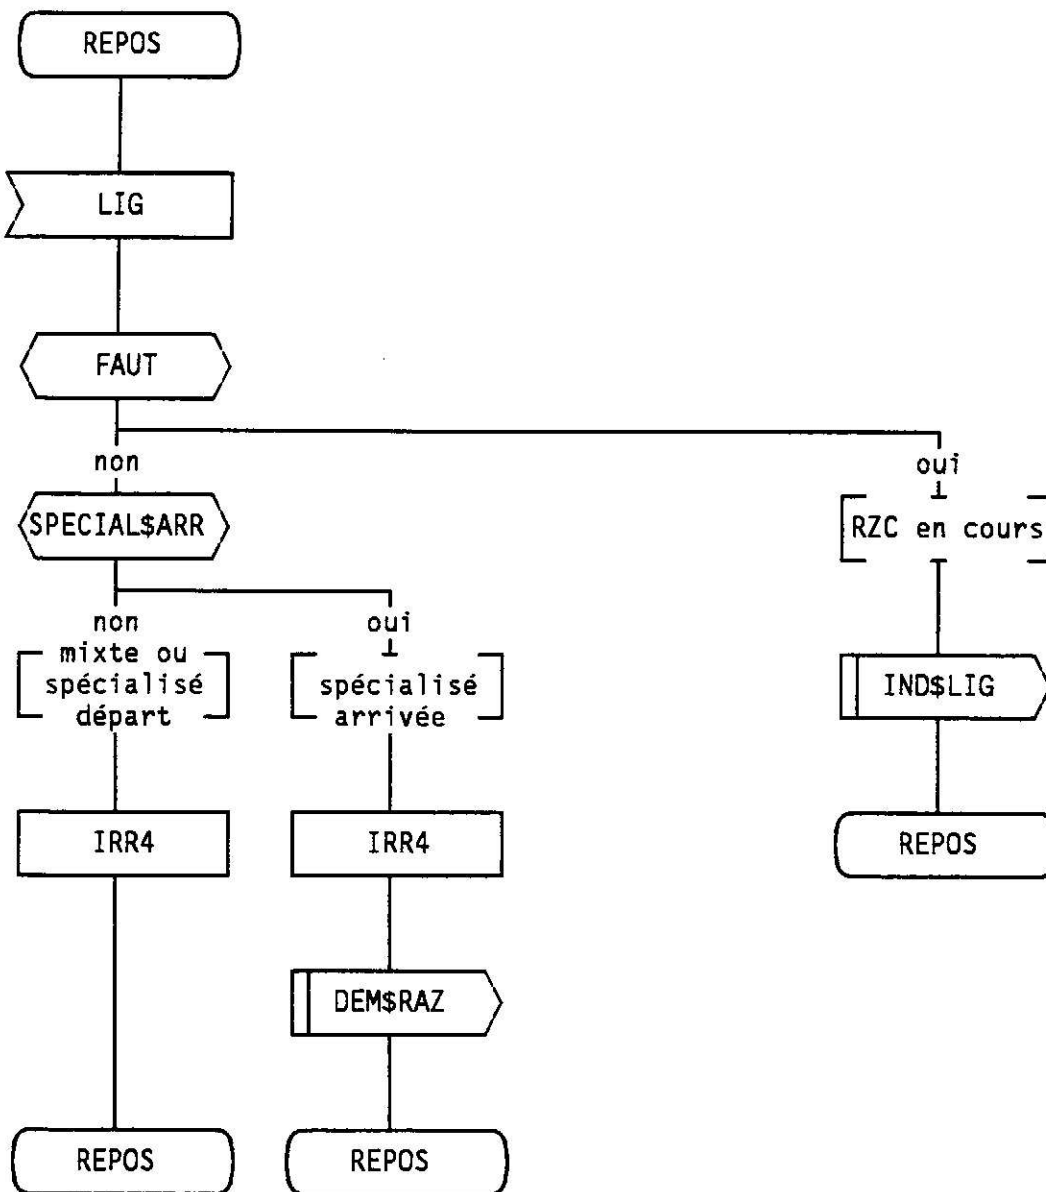 REPOS
LIG
FAUT
non
oui
SPECIAL$ARR
RZC en cours
non
oui
mixte ou
spécialisé
départ
spécialisé
arrivée
IND$LIG
IRR4
IRR4
REPOS
DEM$RAZ
REPOS
REPOS